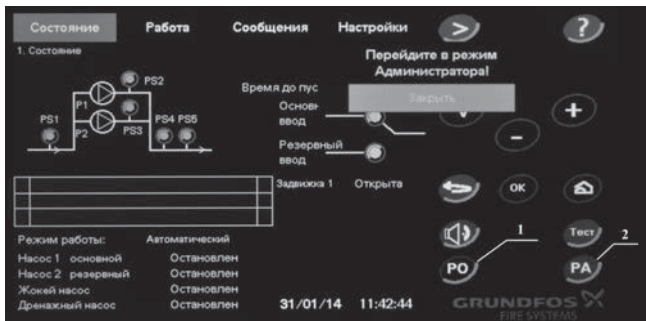 Состояние Работа Сообщения Настройки > ?
1. Состояние
Перейдите в режим
Администратора!
Закрыть
PS2
P1
PS1
P2
PS3
PS4 PS5
Время до пус
Основн
ввод
Резервный
ввод
+
-
Задвижка 1 Открыта
OK
Тест
1
2
PO
PA
Режим работы: Автоматический
Насос 1 основной Остановлен
Насос 2 резервный Остановлен
Жокей насос Остановлен
Дренажный насос Остановлен
31/01/14 11:42:44
GRUNDFOS
FIRE SYSTEMS